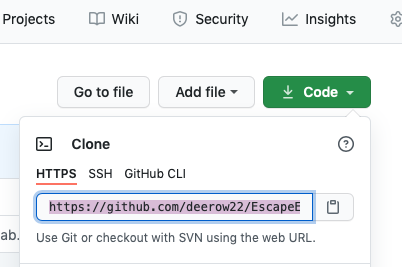 Projects Wiki Security Insights
Go to file Add file Code
Clone
HTTPS SSH GitHub CLI
https://github.com/deerow22/EscapeE
Use Git or checkout with SVN using the web URL.
ab.